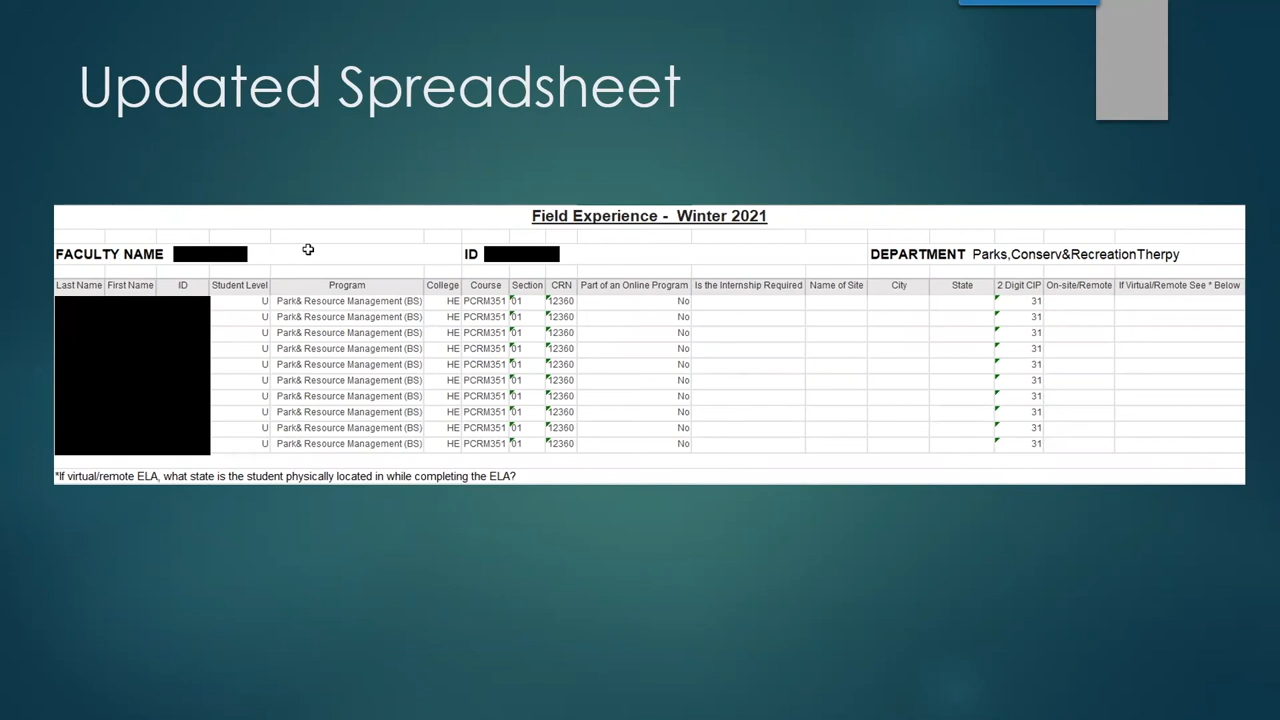 Updated Spreadsheet
Field Experience - Winter 2021
FACULTY NAME ID DEPARTMENT Parks,Conserv&RecreationTherpy
Last Name First Name ID Student Level Program College Course Section CRN Part of an Online Program Is the Internship Required Name of Site City State 2 Digit CIP On-site/Remote If Virtual/Remote See * Below
U Park& Resource Management (BS) HE PCRM351 01 12360 No 31
U Park& Resource Management (BS) HE PCRM351 01 12360 No 31
U Park& Resource Management (BS) HE PCRM351 01 12360 No 31
U Park& Resource Management (BS) HE PCRM351 01 12360 No 31
U Park& Resource Management (BS) HE PCRM351 01 12360 No 31
U Park& Resource Management (BS) HE PCRM351 01 12360 No 31
U Park& Resource Management (BS) HE PCRM351 01 12360 No 31
U Park& Resource Management (BS) HE PCRM351 01 12360 No 31
U Park& Resource Management (BS) HE PCRM351 01 12360 No 31
U Park& Resource Management (BS) HE PCRM351 01 12360 No 31
*If virtual/remote ELA, what state is the student physically located in while completing the ELA?